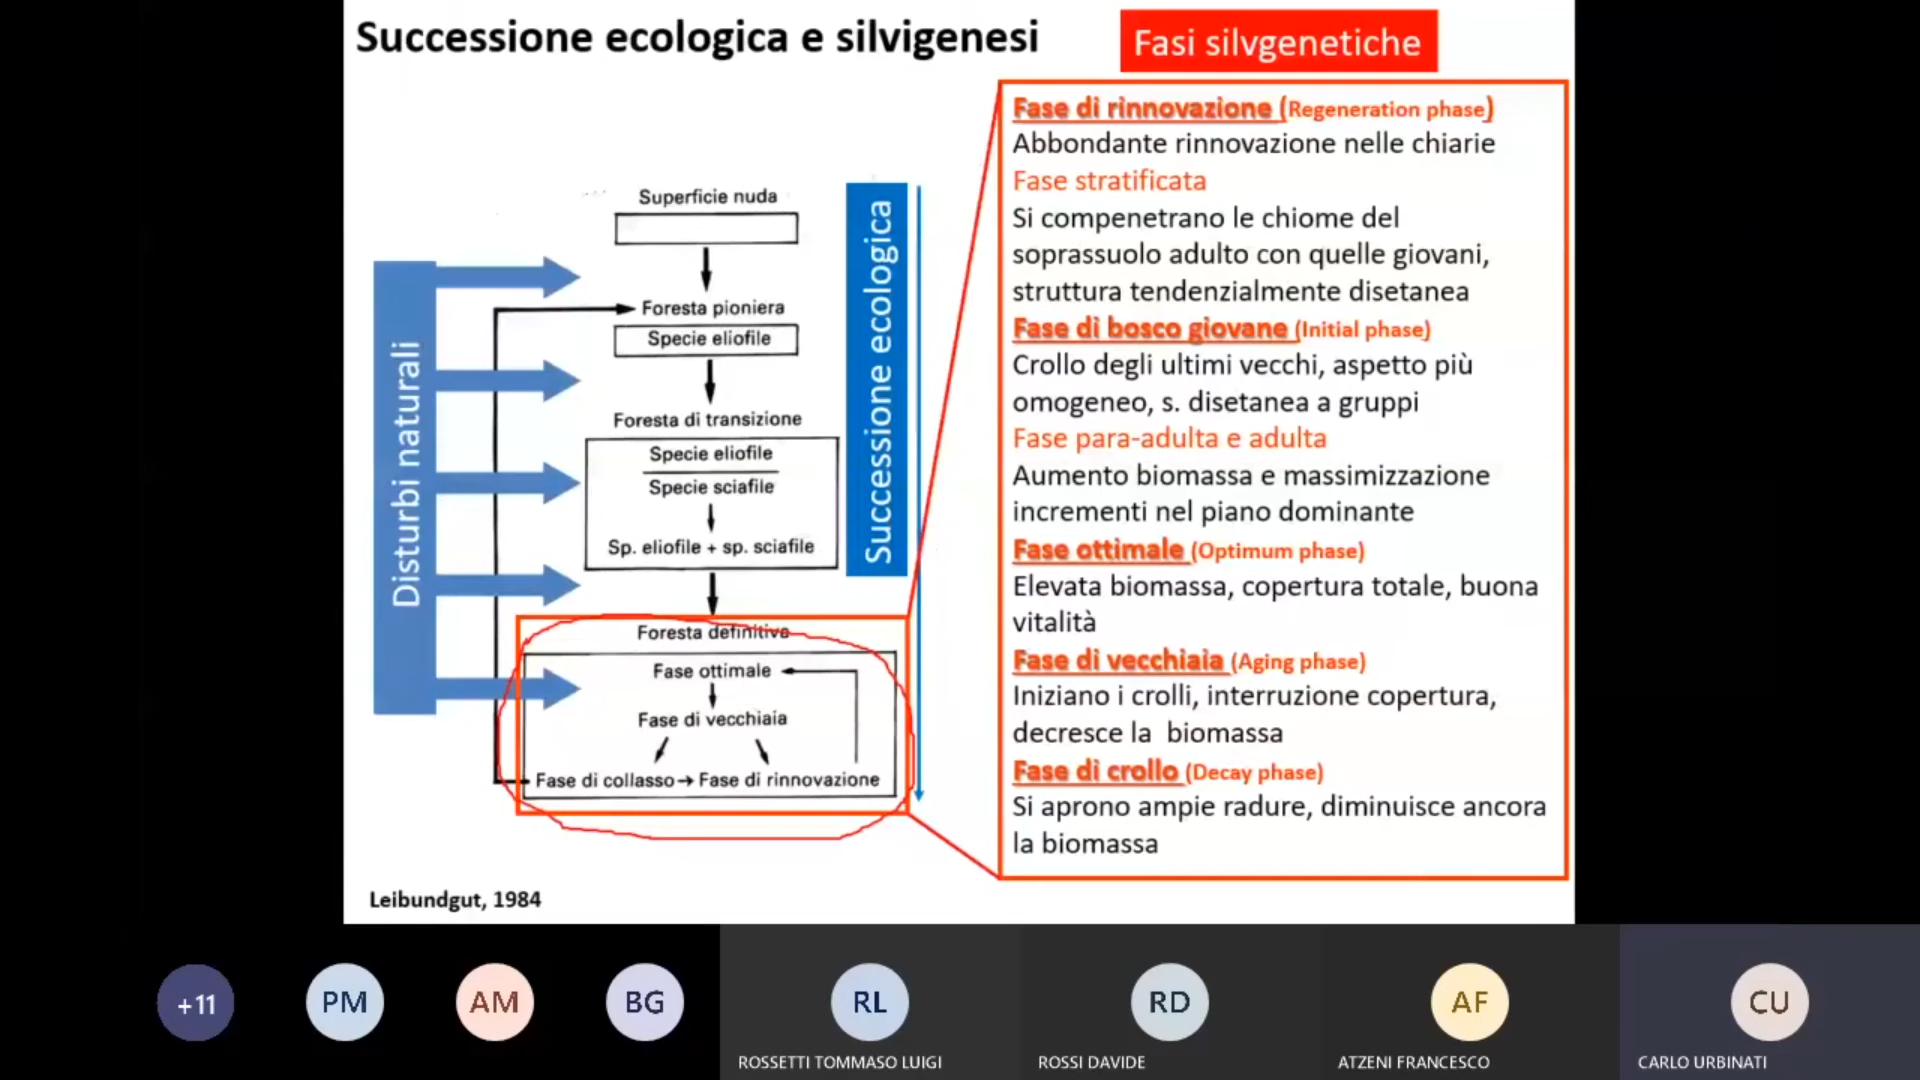 Successione ecologica e silvigenesi
Fasi silvgenetiche
Superficie nuda
Foresta pioniera
Specie eliofile
Foresta di transizione
Specie eliofile
Specie sciafile
Sp. eliofile + sp. sciafile
Foresta definitiva
Fase ottimale
Fase di vecchiaia
Fase di collasso → Fase di rinnovazione
Disturbi naturali
Successione ecologica
Leibundgut, 1984
Fase di rinnovazione (Regeneration phase)
Abbondante rinnovazione nelle chiarie
Fase stratificata
Si compenetrano le chiome del
soprassuolo adulto con quelle giovani,
struttura tendenzialmente disetanea
Fase di bosco giovane (Initial phase)
Crollo degli ultimi vecchi, aspetto più
omogeneo, s. disetanea a gruppi
Fase para-adulta e adulta
Aumento biomassa e massimizzazione
incrementi nel piano dominante
Fase ottimale (Optimum phase)
Elevata biomassa, copertura totale, buona
vitalità
Fase di vecchiaia (Aging phase)
Iniziano i crolli, interruzione copertura,
decresce la biomassa
Fase di crollo (Decay phase)
Si aprono ampie radure, diminuisce ancora
la biomassa
+11
PM
AM
BG
RL
RD
AF
CU
ROSSETTI TOMMASO LUIGI
ROSSI DAVIDE
ATZENI FRANCESCO
CARLO URBINATI